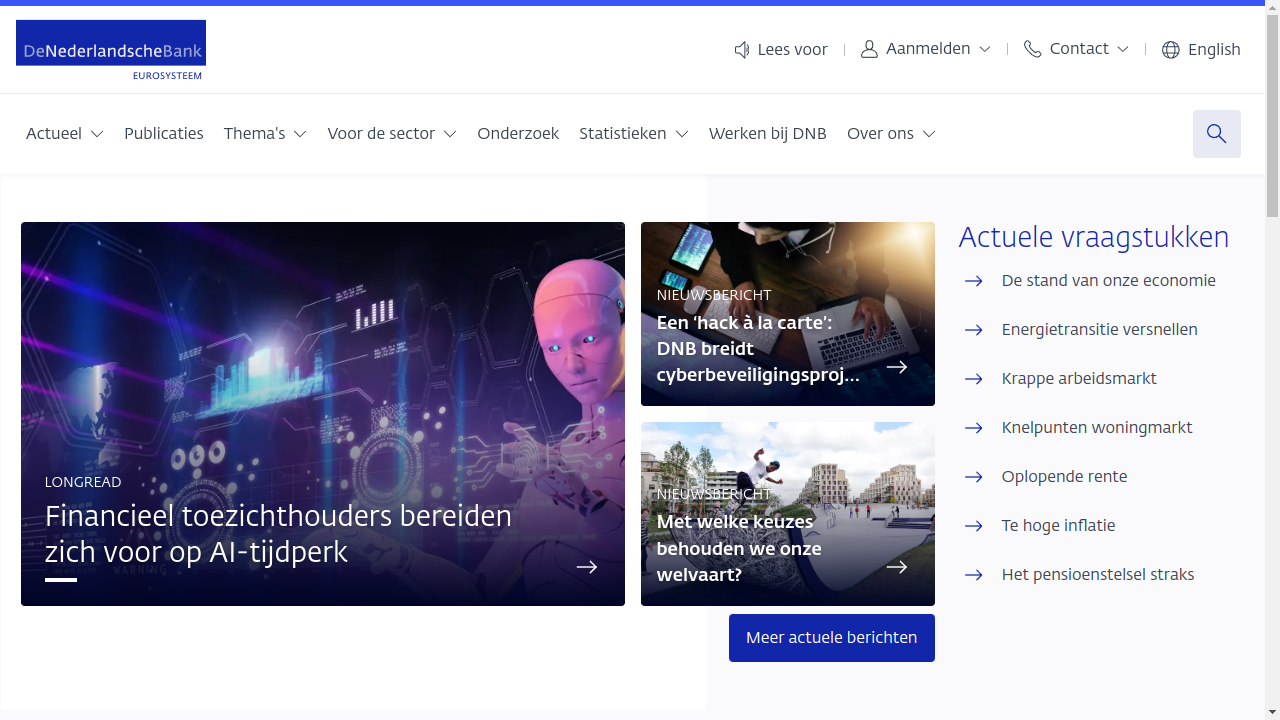 DeNederlandscheBank
EUROSYSTEEM
Lees voor
Aanmelden
Contact
English
Actueel
Publicaties
Thema's
Voor de sector
Onderzoek
Statistieken
Werken bij DNB
Over ons
LONGREAD
Financieel toezichthouders bereiden
zich voor op AI-tijdperk
WARNING
NIEUWSBERICHT
Een ‘hack à la carte’:
DNB breidt
cyberbeveiligingsproj...
NIEUWSBERICHT
Met welke keuzes
behouden we onze
welvaart?
Meer actuele berichten
Actuele vraagstukken
De stand van onze economie
Energietransitie versnellen
Krappe arbeidsmarkt
Knelpunten woningmarkt
Oplopende rente
Te hoge inflatie
Het pensioenstelsel straks